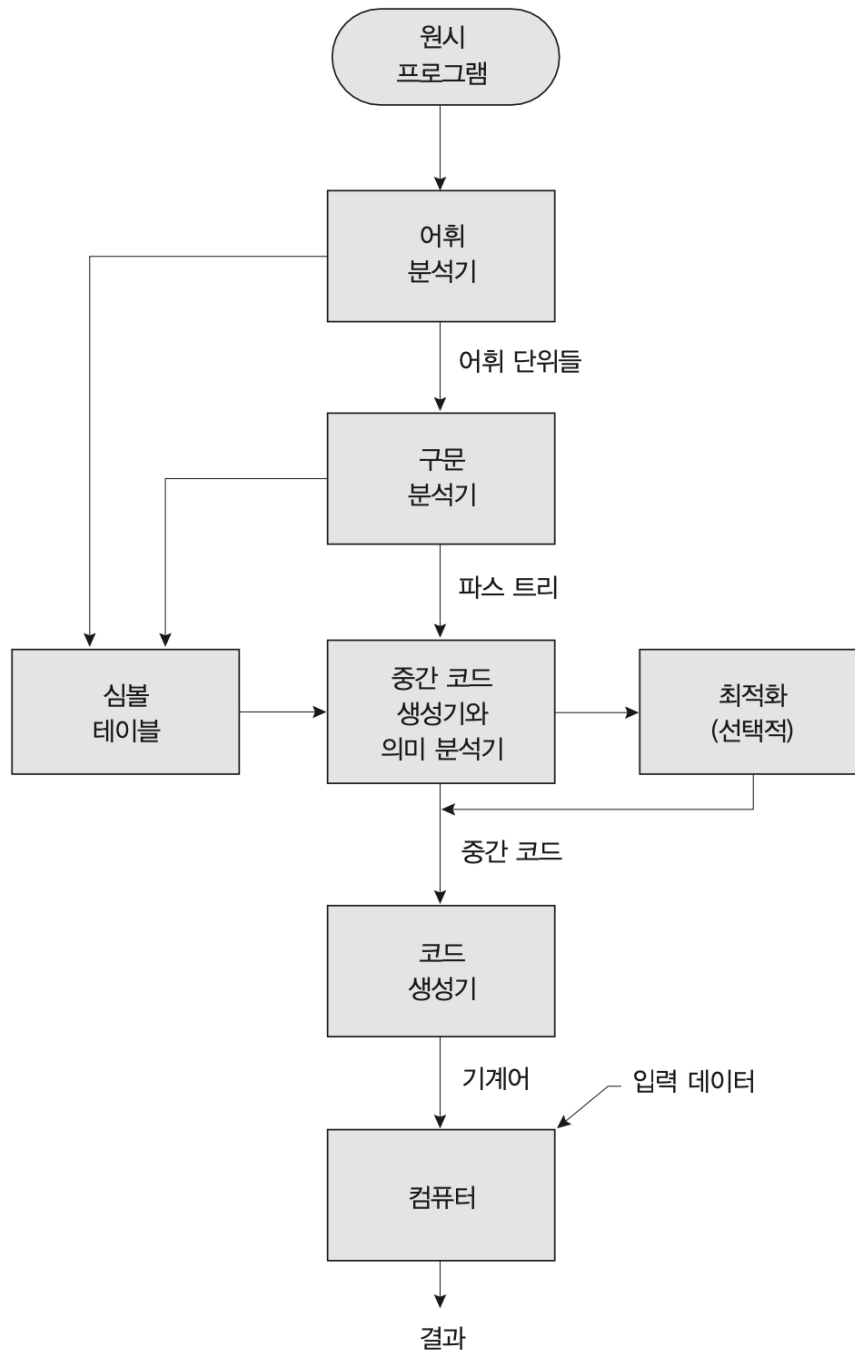 원시
프로그램
어휘
분석기
어휘 단위들
구문
분석기
파스 트리
심볼
테이블
중간 코드
생성기와
의미 분석기
최적화
(선택적)
중간 코드
코드
생성기
기계어
입력 데이터
컴퓨터
결과